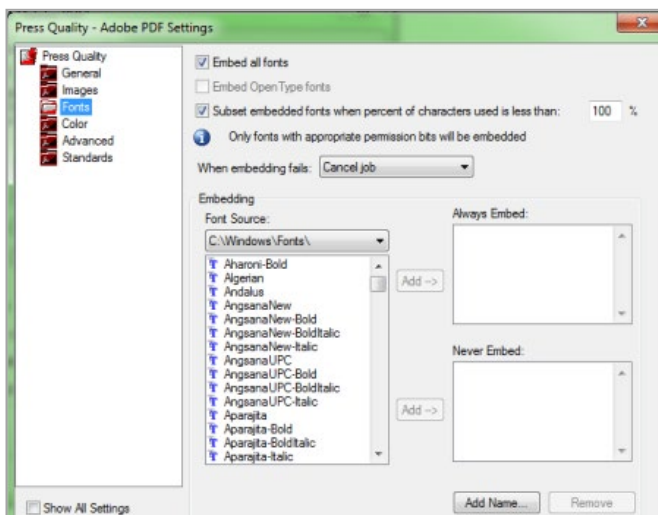 Press Quality - Adobe PDF Settings
Press Quality
General
Images
Fonts
Color
Advanced
Standards
Show All Settings
Embed all fonts
Embed OpenType fonts
Subset embedded fonts when percent of characters used is less than: 100 %
Only fonts with appropriate permission bits will be embedded
When embedding fails: Cancel job
Embedding
Font Source:
C:\Windows\Fonts\
Aharoni-Bold
Algerian
Andalus
AngsanaNew
AngsanaNew-Bold
AngsanaNew-BoldItalic
AngsanaNew-Italic
AngsanaUPC
AngsanaUPC-Bold
AngsanaUPC-BoldItalic
AngsanaUPC-Italic
Aparajita
Aparajita-Bold
Aparajita-BoldItalic
Aparajita-Italic
Add -->
Add -->
Always Embed:
Never Embed:
Add Name...
Remove